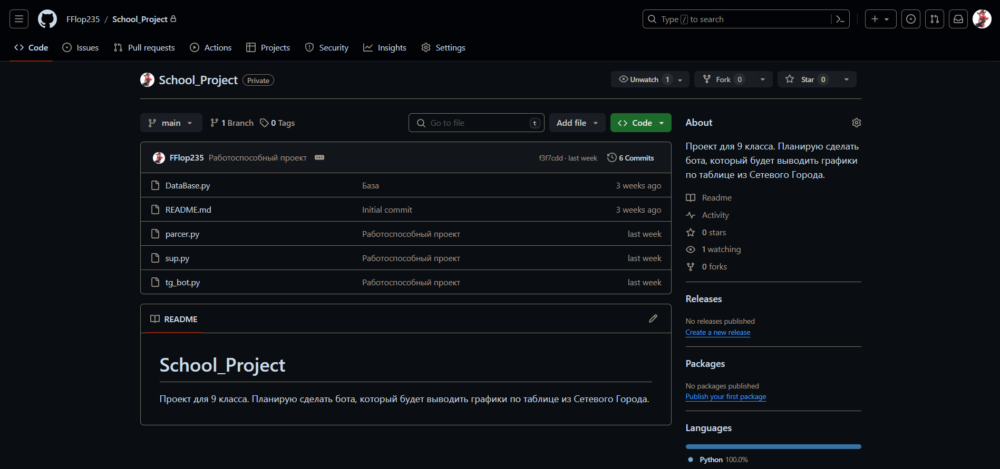 FFlop235 / School_Project
Type / to search
Code
Issues
Pull requests
Actions
Projects
Security
Insights
Settings
School_Project Private
Unwatch 1
Fork 0
Star 0
main
1 Branch
0 Tags
Go to file t
Add file
Code
FFlop235 Работоспособный проект
f3f7cdd · last week
6 Commits
DataBase.py База 3 weeks ago
README.md Initial commit 3 weeks ago
parcer.py Работоспособный проект last week
sup.py Работоспособный проект last week
tg_bot.py Работоспособный проект last week
README
School_Project
Проект для 9 класса. Планирую сделать бота, который будет выводить графики по таблице из Сетевого Города.
About
Проект для 9 класса. Планирую сделать
бота, который будет выводить графики
по таблице из Сетевого Города.
Readme
Activity
0 stars
1 watching
0 forks
Releases
No releases published
Create a new release
Packages
No packages published
Publish your first package
Languages
Python 100.0%